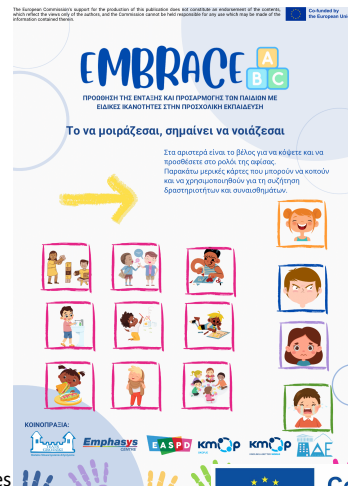 The European Commission's support for the production of this publication does not constitute an endorsement of the contents,
which reflect the views only of the authors, and the Commission cannot be held responsible for any use which may be made of the
information contained therein.
Co-funded by
the European Uni
EMBRACE
A
B C
ΠΡΟΩΘΗΣΗ ΤΗΣ ΕΝΤΑΞΗΣ ΚΑΙ ΠΡΟΣΑΡΜΟΓΗΣ ΤΩΝ ΠΑΙΔΙΩΝ ΜΕ
ΕΙΔΙΚΕΣ ΙΚΑΝΟΤΗΤΕΣ ΣΤΗΝ ΠΡΟΣΧΟΛΙΚΗ ΕΚΠΑΙΔΕΥΣΗ
Το να μοιράζεσαι, σημαίνει να νοιάζεσαι
Στα αριστερά είναι το βέλος για να κόψετε και να
προσθέσετε στο ρολόι της αφίσας.
Παρακάτω μερικές κάρτες που μπορούν να κοπούν
και να χρησιμοποιηθούν για τη συζήτηση
δραστηριστήτων και συναισθημάτων.
ΚΟΙΝΟΠΡΑΞΙΑ:
Emphasys
CENTRE
EASPD
kmop
kmop
ΠΔΕ
es
Co